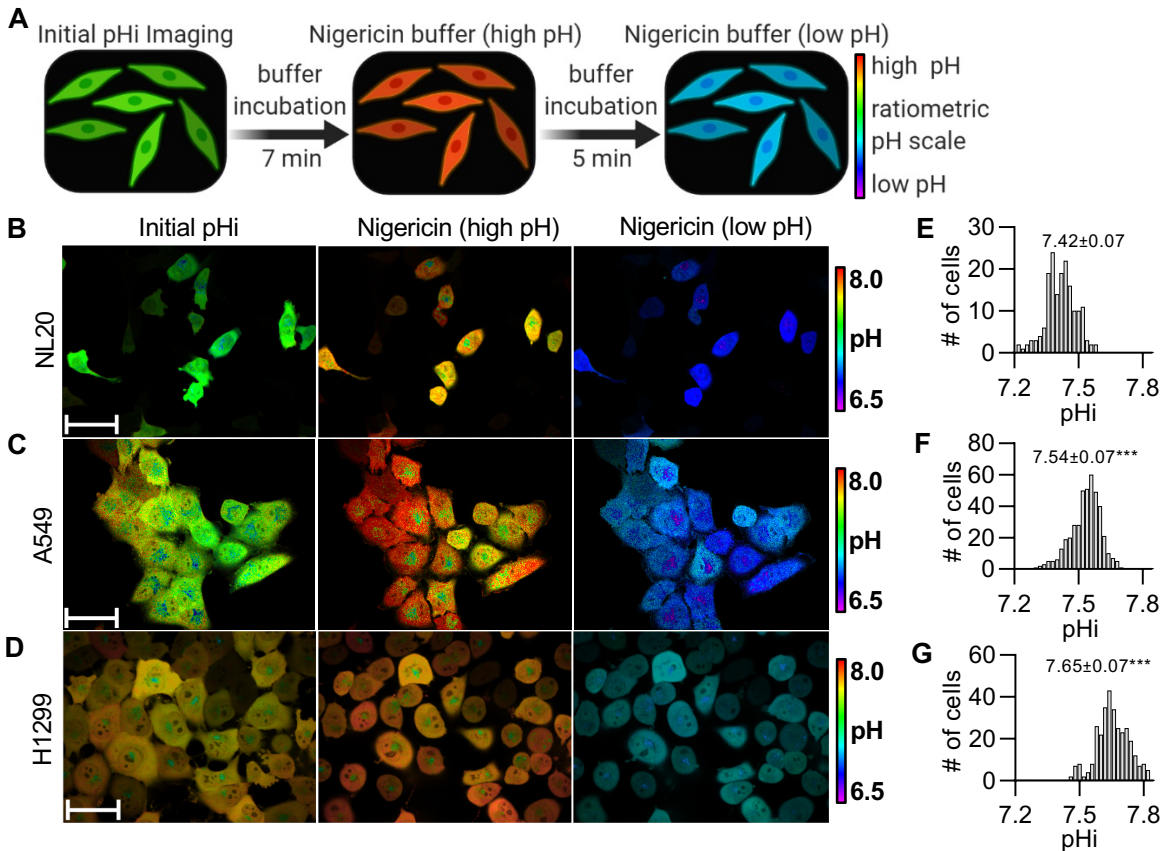 A
Initial pHi Imaging
Nigericin buffer (high pH)
Nigericin buffer (low pH)
buffer
incubation
7 min
buffer
incubation
5 min
high pH
ratiometric
pH scale
low pH
Initial pHi
Nigericin (high pH)
Nigericin (low pH)
B
NL20
8.0
pH
6.5
E
# of cells
30
20
10
0
7.42±0.07
7.2
7.5
7.8
pHi
C
A549
8.0
pH
6.5
F
# of cells
80
60
40
20
0
7.54±0.07***
7.2
7.5
7.8
pHi
D
H1299
8.0
pH
6.5
G
# of cells
60
40
20
0
7.65±0.07***
7.2
7.5
7.8
pHi